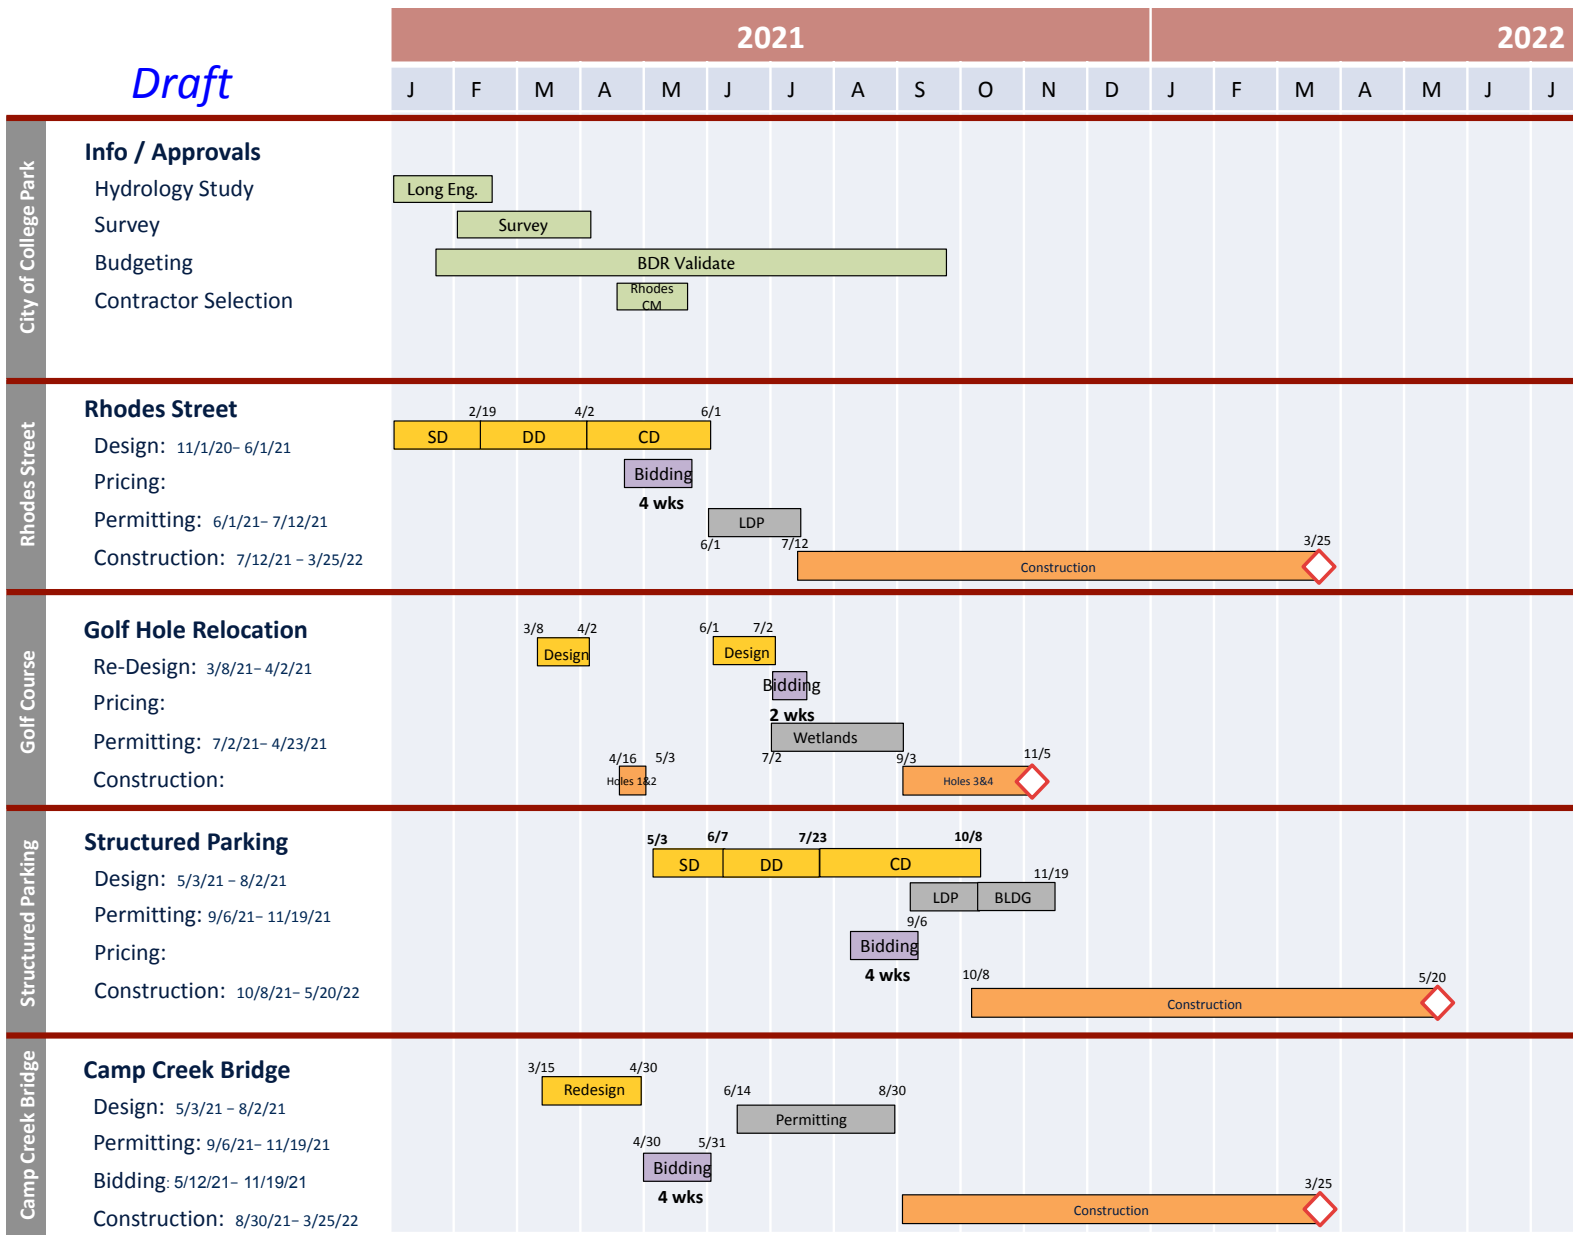 2021
2022
Draft
J F M A M J J A S O N D J F M A M J J
City of College Park
Info / Approvals
Hydrology Study
Long Eng.
Survey
Survey
Budgeting
BDR Validate
Contractor Selection
Rhodes
CM
Rhodes Street
Rhodes Street
2/19 4/2 6/1
Design: 11/1/20– 6/1/21
SD DD CD
Pricing:
Bidding
4 wks
Permitting: 6/1/21– 7/12/21
LDP
6/1 7/12
3/25
Construction: 7/12/21 – 3/25/22
Construction
Golf Course
Golf Hole Relocation
3/8 4/2 6/1 7/2
Re-Design: 3/8/21– 4/2/21
Design Design
Pricing:
Bidding
2 wks
Permitting: 7/2/21– 4/23/21
Wetlands
4/16 5/3 7/2 9/3 11/5
Construction:
Holes 1&2 Holes 3&4
Structured Parking
Structured Parking
5/3 6/7 7/23 10/8
Design: 5/3/21 – 8/2/21
SD DD CD
11/19
Permitting: 9/6/21– 11/19/21
LDP BLDG
9/6
Pricing:
Bidding
4 wks
10/8 5/20
Construction: 10/8/21– 5/20/22
Construction
Camp Creek Bridge
Camp Creek Bridge
3/15 4/30
Redesign
Design: 5/3/21 – 8/2/21
6/14 8/30
Permitting
Permitting: 9/6/21– 11/19/21
4/30 5/31
Bidding: 5/12/21– 11/19/21
Bidding
4 wks
3/25
Construction: 8/30/21– 3/25/22
Construction